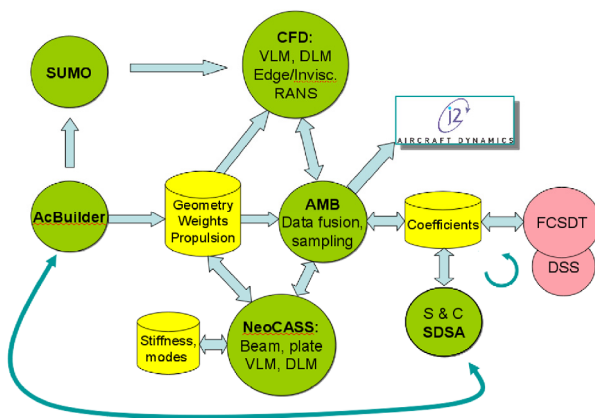 CFD:
VLM, DLM
Edge/Invisc.
RANS
SUMO
j2
AIRCRAFT DYNAMICS
AcBuilder
Geometry
Weights
Propulsion
AMB
Data fusion,
sampling
Coefficients
FCSDT
DSS
Stiffness,
modes
NeoCASS:
Beam, plate
VLM, DLM
S & C
SDSA